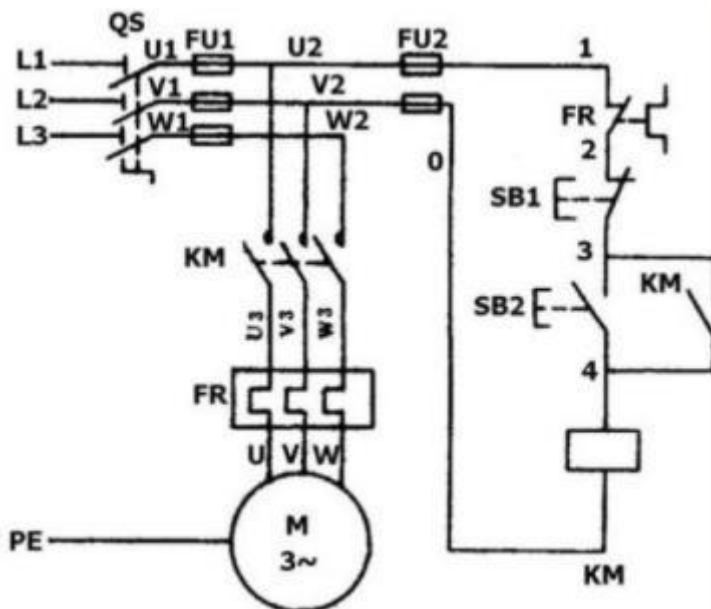 QS
L1 U1 FU1 U2 FU2 1
L2 V1 V2
L3 W1 W2
FR
0 2
SB1
KM 3
KM
SB2
U3 V3 W3
FR 4
U V W
M
PE 3~
KM